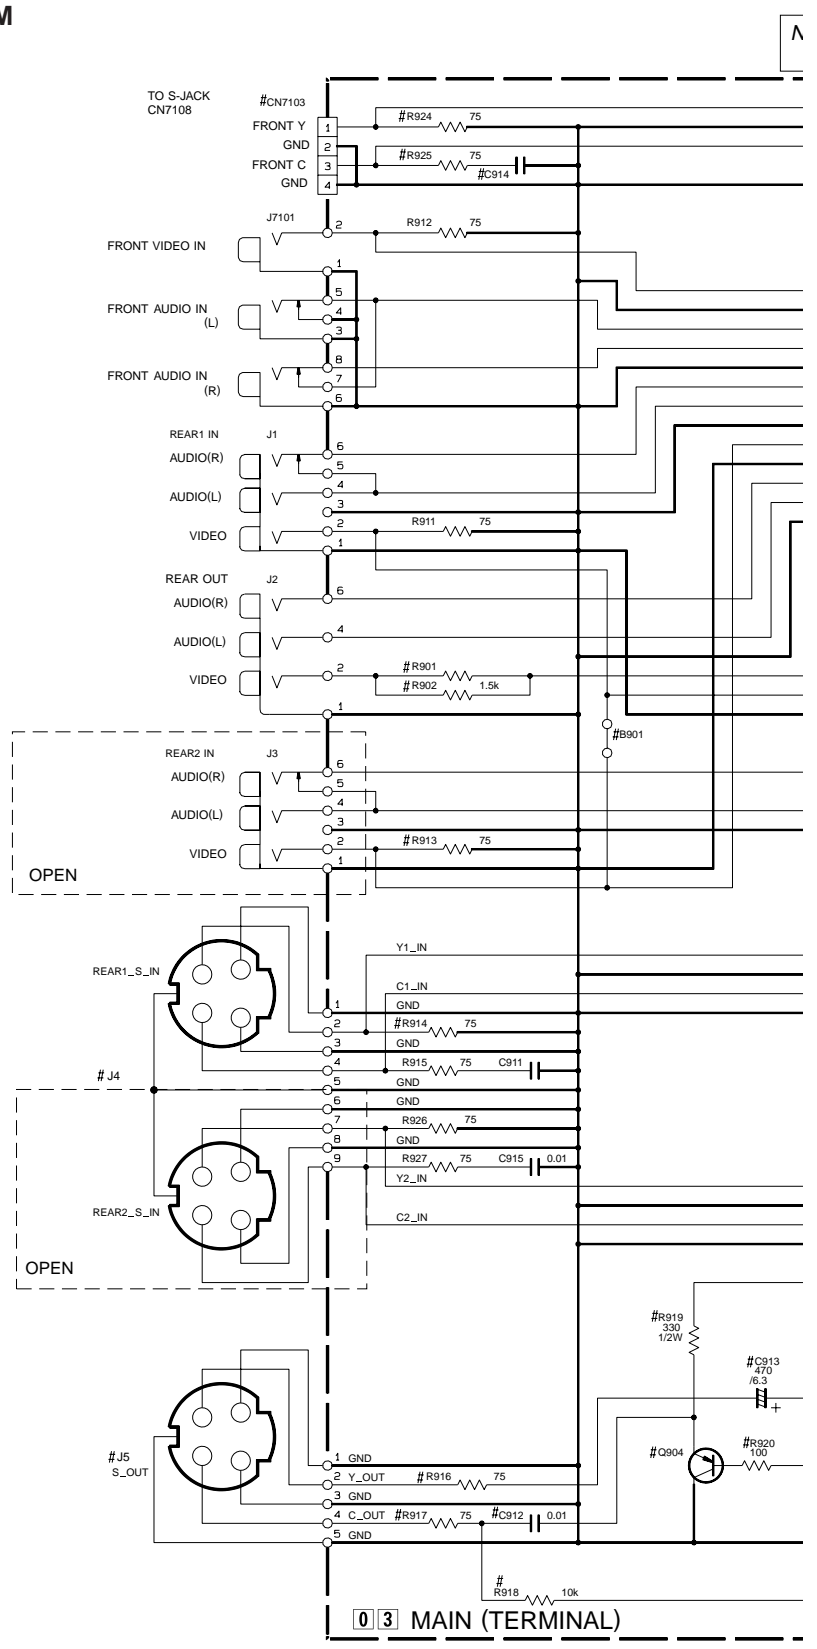 M
N
TO S-JACK
CN7108
#CN7103
FRONT Y 1
GND 2
FRONT C 3
GND 4
#R924 75
#R925 75
#C914
J7101
FRONT VIDEO IN
2
R912 75
1
FRONT AUDIO IN
(L)
5
4
3
FRONT AUDIO IN
(R)
8
7
6
REAR1 IN J1
AUDIO(R)
6
5
AUDIO(L)
4
3
VIDEO
2
R911 75
1
REAR OUT J2
AUDIO(R)
6
AUDIO(L)
4
VIDEO
2
#R901
#R902 1.5k
1
#B901
REAR2 IN J3
AUDIO(R)
6
5
AUDIO(L)
4
3
VIDEO
2
#R913 75
1
OPEN
REAR1_S_IN
Y1_IN
C1_IN
1 GND
2 #R914 75
3 GND
4 R915 75 C911
# J4
5 GND
6 GND
7 R926 75
8 GND
9 R927 75 C915 0.01
Y2_IN
REAR2_S_IN
C2_IN
OPEN
#R919
330
1/2W
#C913
470
/6.3
+
#J5
S_OUT
#Q904
#R920
100
1 GND
2 Y_OUT #R916 75
3 GND
4 C_OUT #R917 75 #C912 0.01
5 GND
#
R918 10k
0 3 MAIN (TERMINAL)